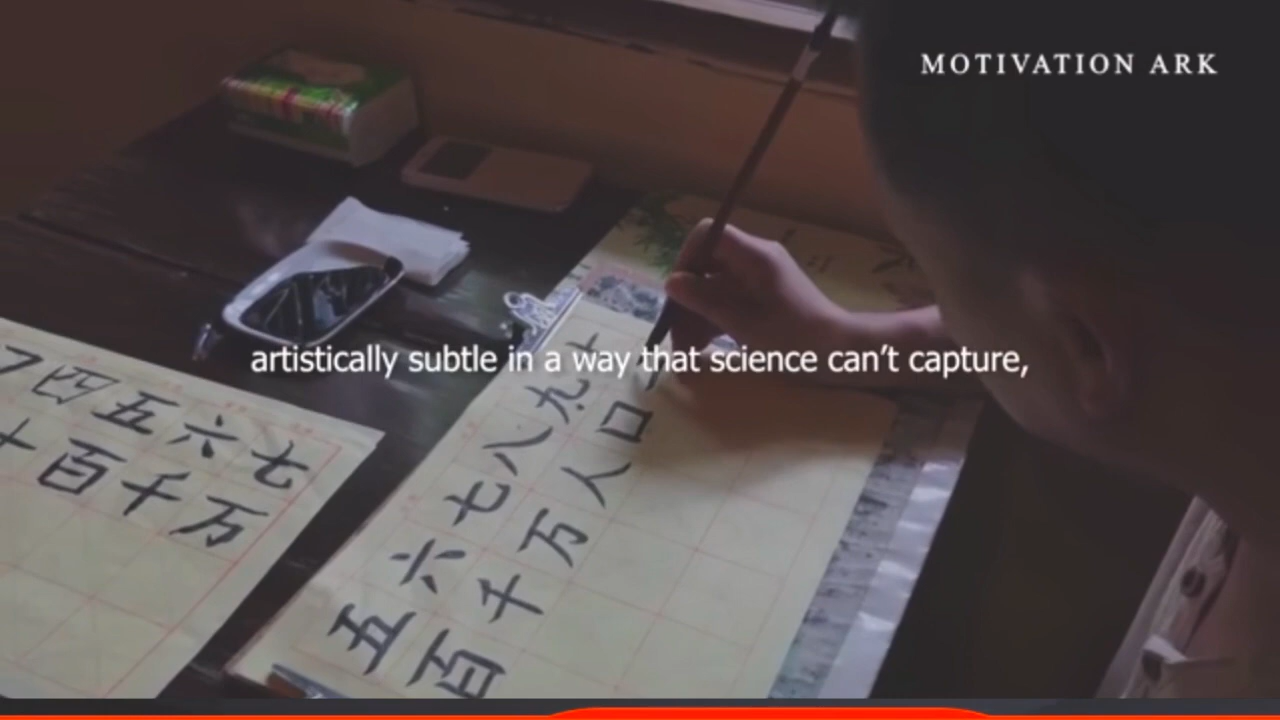 MOTIVATION ARK
artistically subtle in a way that science can't capture,
四五六七
十百千万
五六七八九十
百千万人口